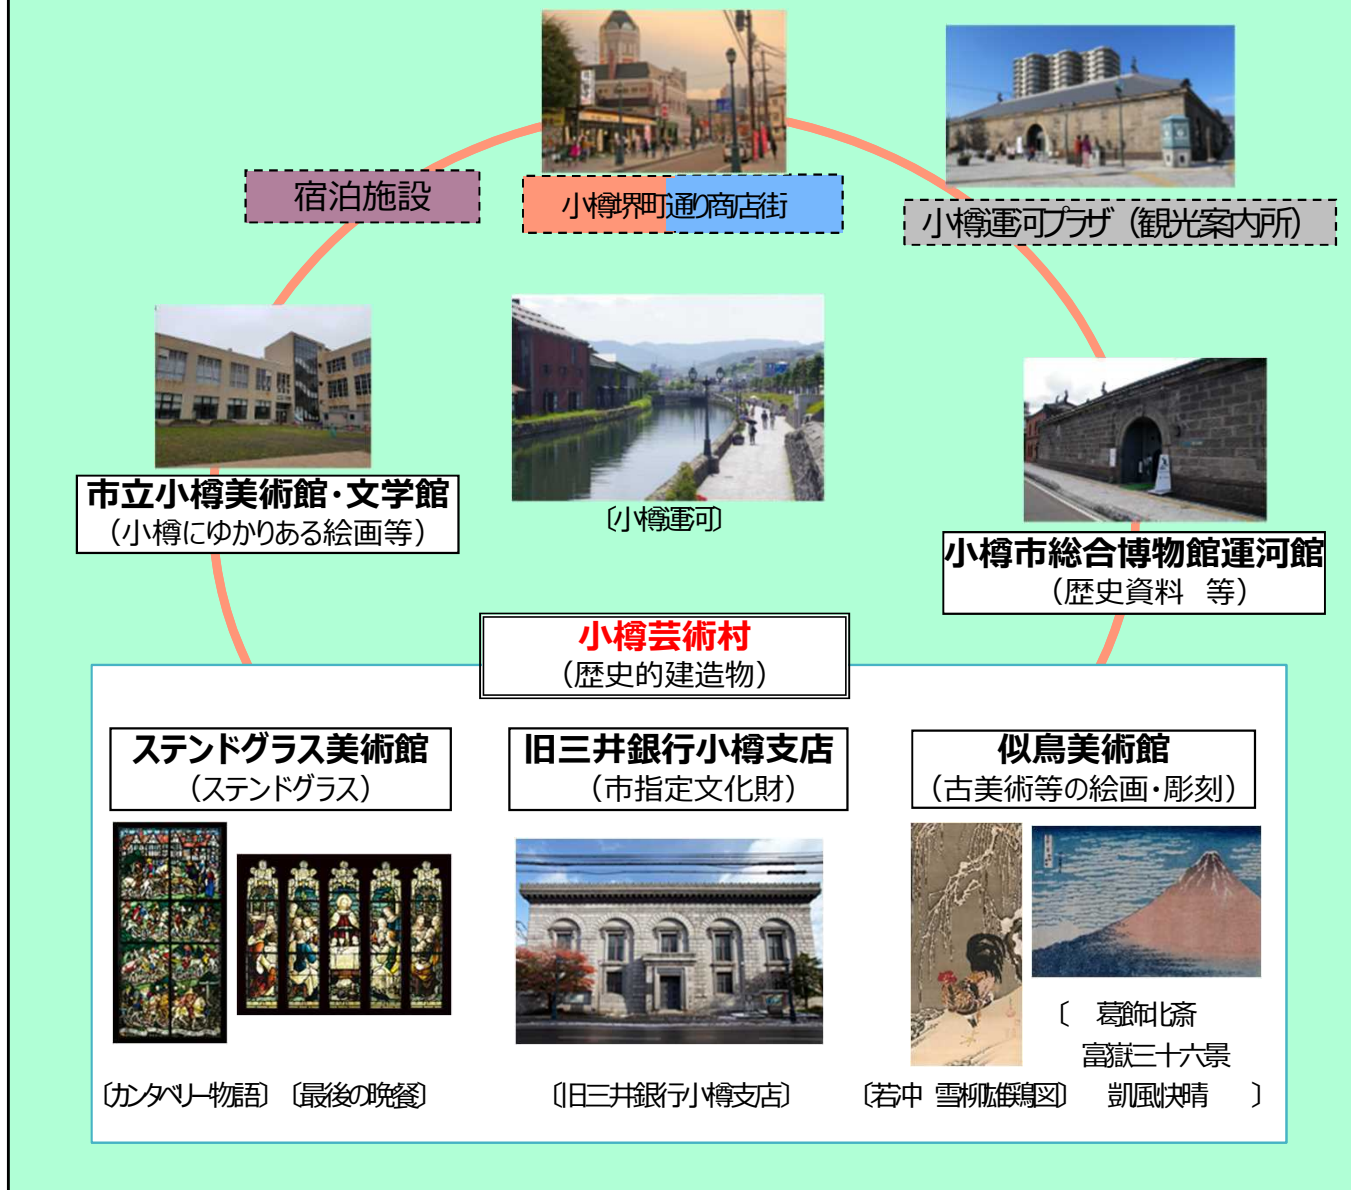 宿泊施設
小樽堺町通り商店街
小樽運河プラザ（観光案内所）
市立小樽美術館・文学館
（小樽にゆかりある絵画等）
〔小樽運河〕
小樽市総合博物館運河館
（歴史資料　等）
小樽芸術村
（歴史的建造物）
ステンドグラス美術館
（ステンドグラス）
旧三井銀行小樽支店
（市指定文化財）
似鳥美術館
（古美術等の絵画・彫刻）
〔カンタベリー物語〕
〔最後の晩餐〕
〔旧三井銀行小樽支店〕
〔若冲　雪柳雄鶏図〕
〔　葛飾北斎
富嶽三十六景
凱風快晴　〕